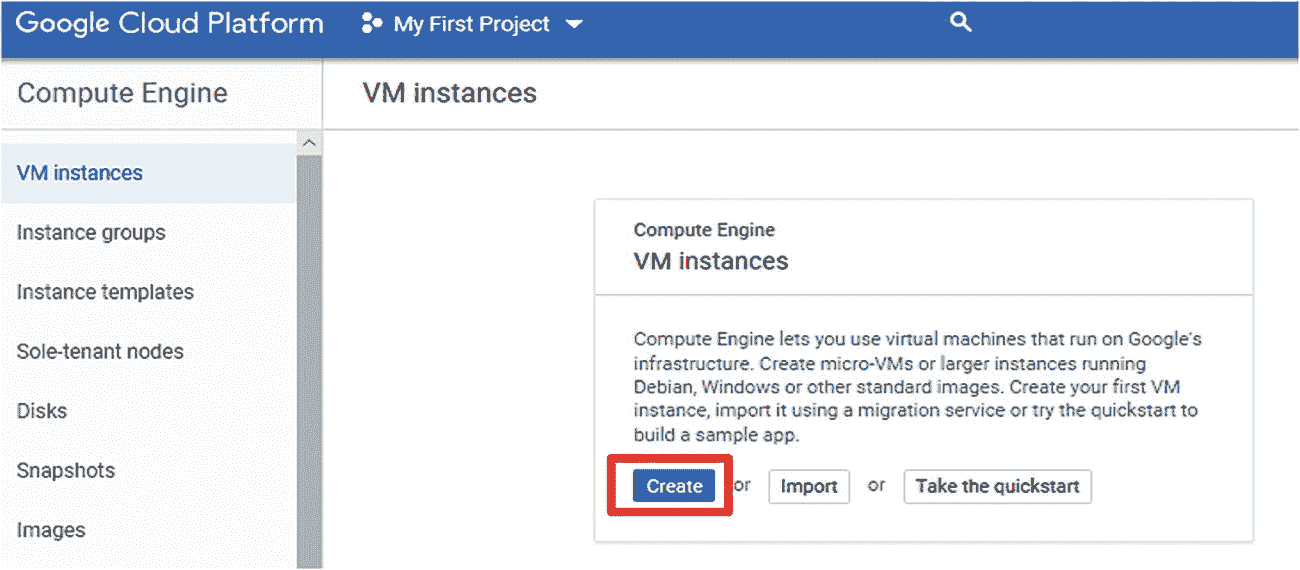 Google Cloud Platform
My First Project
Compute Engine
VM instances
VM instances
Instance groups
Instance templates
Sole-tenant nodes
Disks
Snapshots
Images
Compute Engine
VM instances
Compute Engine lets you use virtual machines that run on Google's
infrastructure. Create micro-VMs or larger instances running
Debian, Windows or other standard images. Create your first VM
instance, import it using a migration service or try the quickstart to
build a sample app.
Create or Import or Take the quickstart